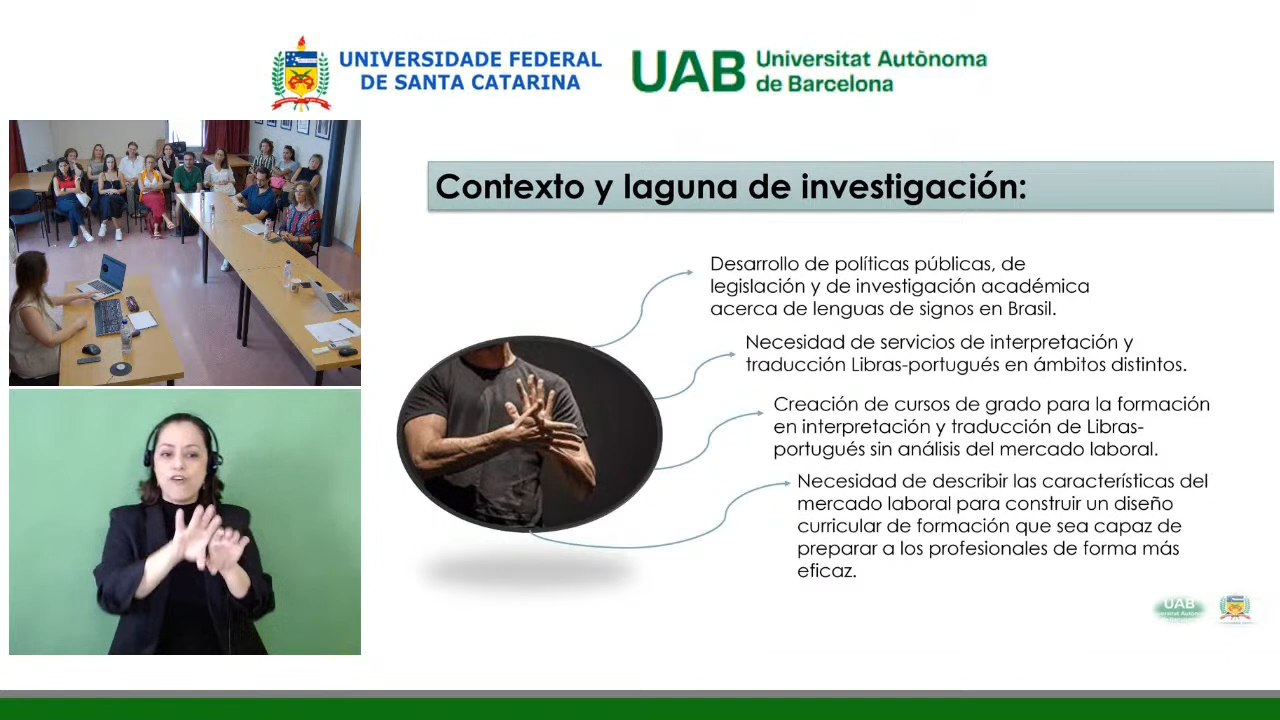 UNIVERSIDADE FEDERAL
DE SANTA CATARINA
UAB
Universitat Autònoma
de Barcelona
Contexto y laguna de investigación:
Desarrollo de políticas públicas, de
legislación y de investigación académica
acerca de lenguas de signos en Brasil.
Necesidad de servicios de interpretación y
traducción Libras-portugués en ámbitos distintos.
Creación de cursos de grado para la formación
en interpretación y traducción de Libras-
portugués sin análisis del mercado laboral.
Necesidad de describir las características del
mercado laboral para construir un diseño
curricular de formación que sea capaz de
preparar a los profesionales de forma más
eficaz.
UAB